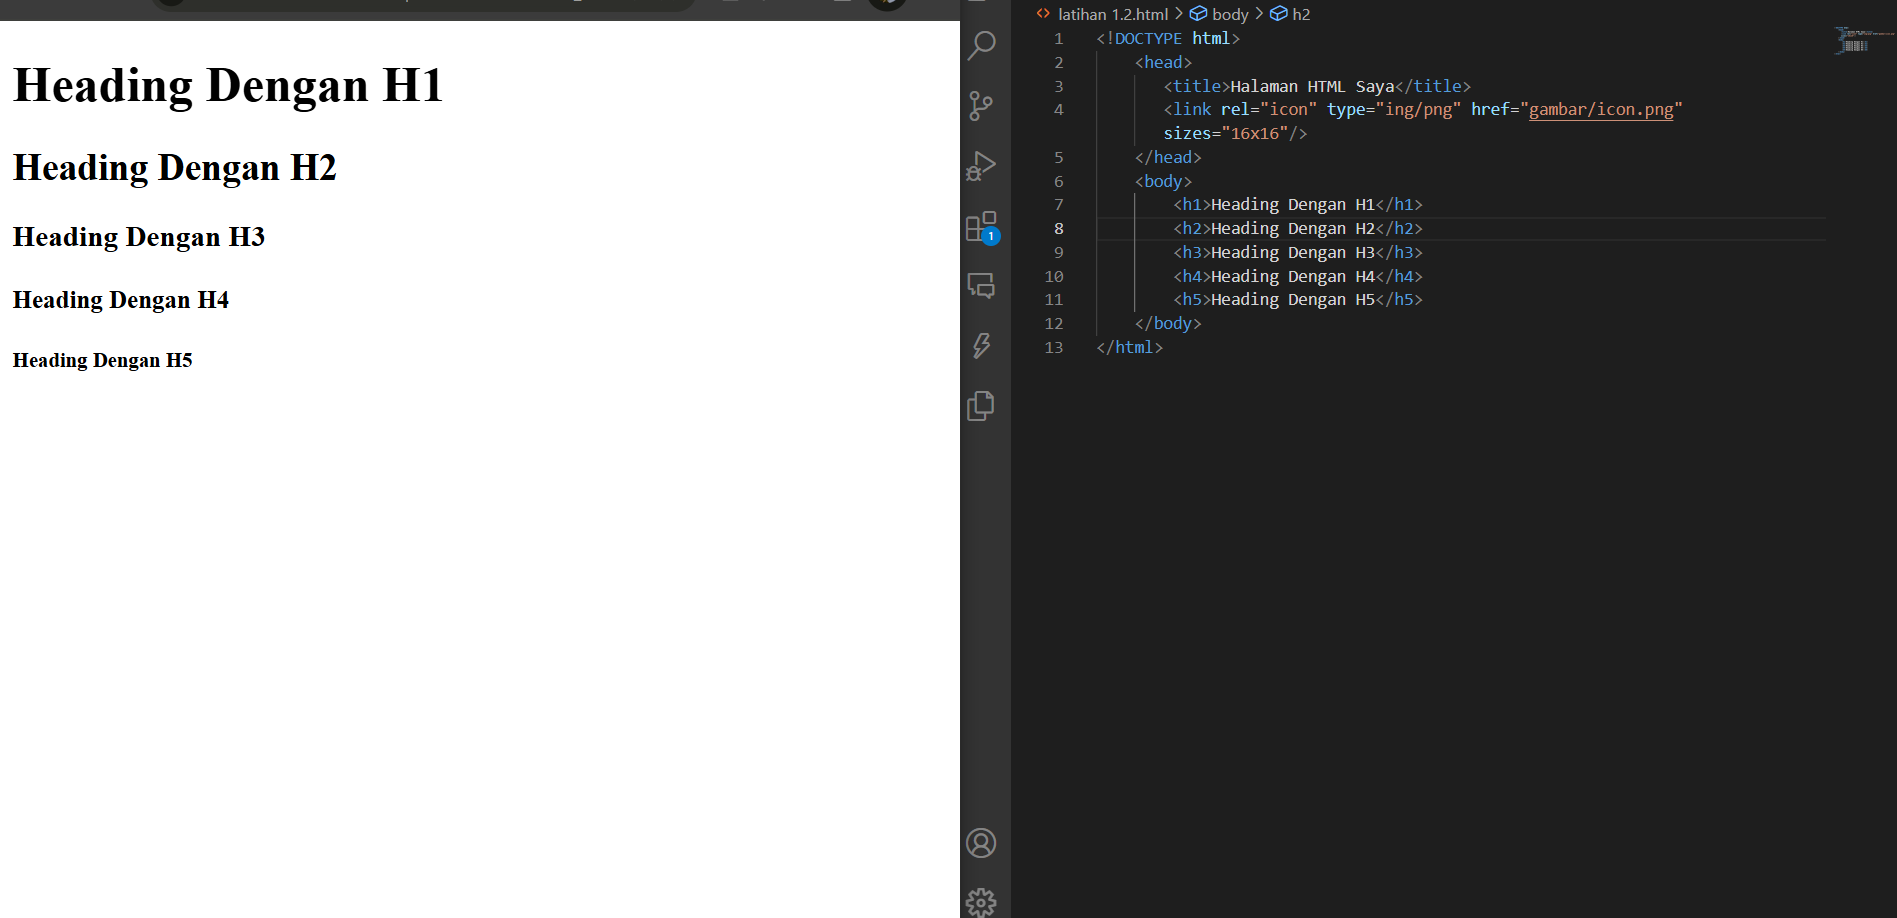 Heading Dengan H1
Heading Dengan H2
Heading Dengan H3
Heading Dengan H4
Heading Dengan H5
latihan 1.2.html > body > h2
1 <!DOCTYPE html>
2 <head>
3 <title>Halaman HTML Saya</title>
4 <link rel="icon" type="ing/png" href="gambar/icon.png"
sizes="16x16"/>
5 </head>
6 <body>
7 <h1>Heading Dengan H1</h1>
8 <h2>Heading Dengan H2</h2>
9 <h3>Heading Dengan H3</h3>
10 <h4>Heading Dengan H4</h4>
11 <h5>Heading Dengan H5</h5>
12 </body>
13 </html>
1